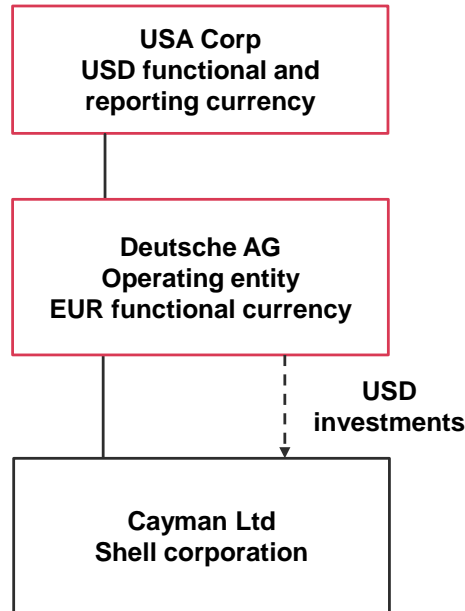 USA Corp
USD functional and
reporting currency
Deutsche AG
Operating entity
EUR functional currency
USD
investments
Cayman Ltd
Shell corporation